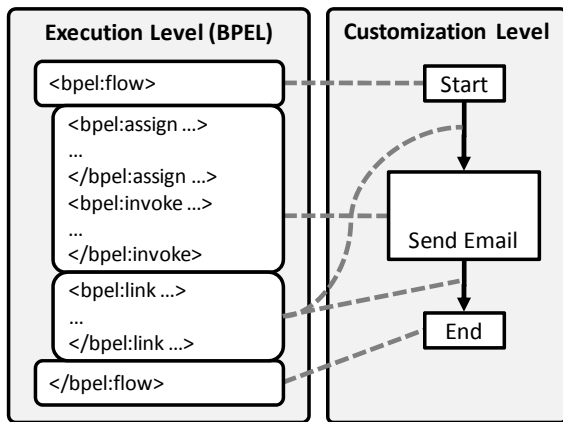 Execution Level (BPEL)
<bpel:flow>
<bpel:assign ...>
...
</bpel:assign ...>
<bpel:invoke ...>
...
</bpel:invoke>
<bpel:link ...>
...
</bpel:link ...>
</bpel:flow>
Customization Level
Start
Send Email
End